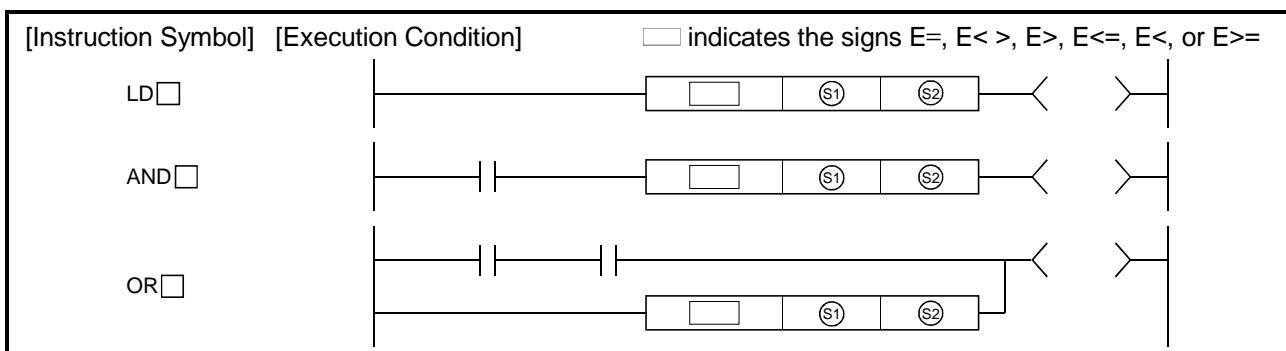 [Instruction Symbol] [Execution Condition] □ indicates the signs E=, E< >, E>, E<=, E<, or E>=
LD□ S1 S2
AND□ S1 S2
OR□
S1 S2